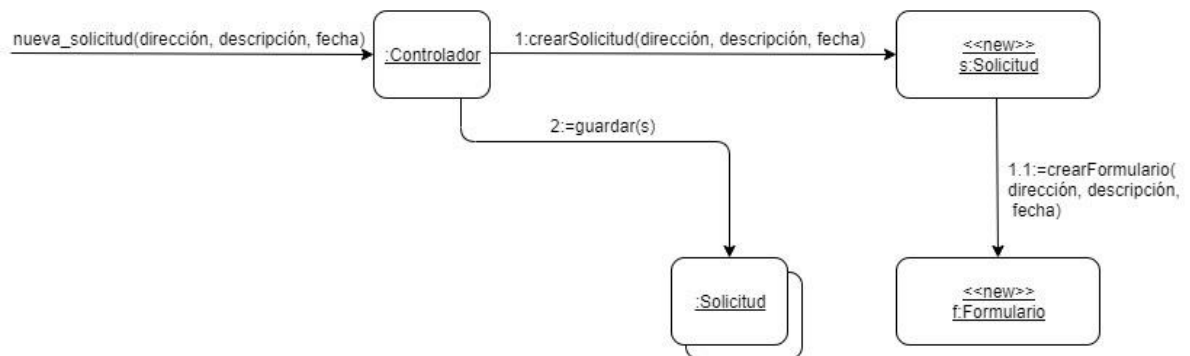 nueva_solicitud(dirección, descripción, fecha)
:Controlador
1:crearSolicitud(dirección, descripción, fecha)
<<new>>
s:Solicitud
2:=guardar(s)
1.1:=crearFormulario(
dirección, descripción,
fecha)
:Solicitud
<<new>>
f:Formulario